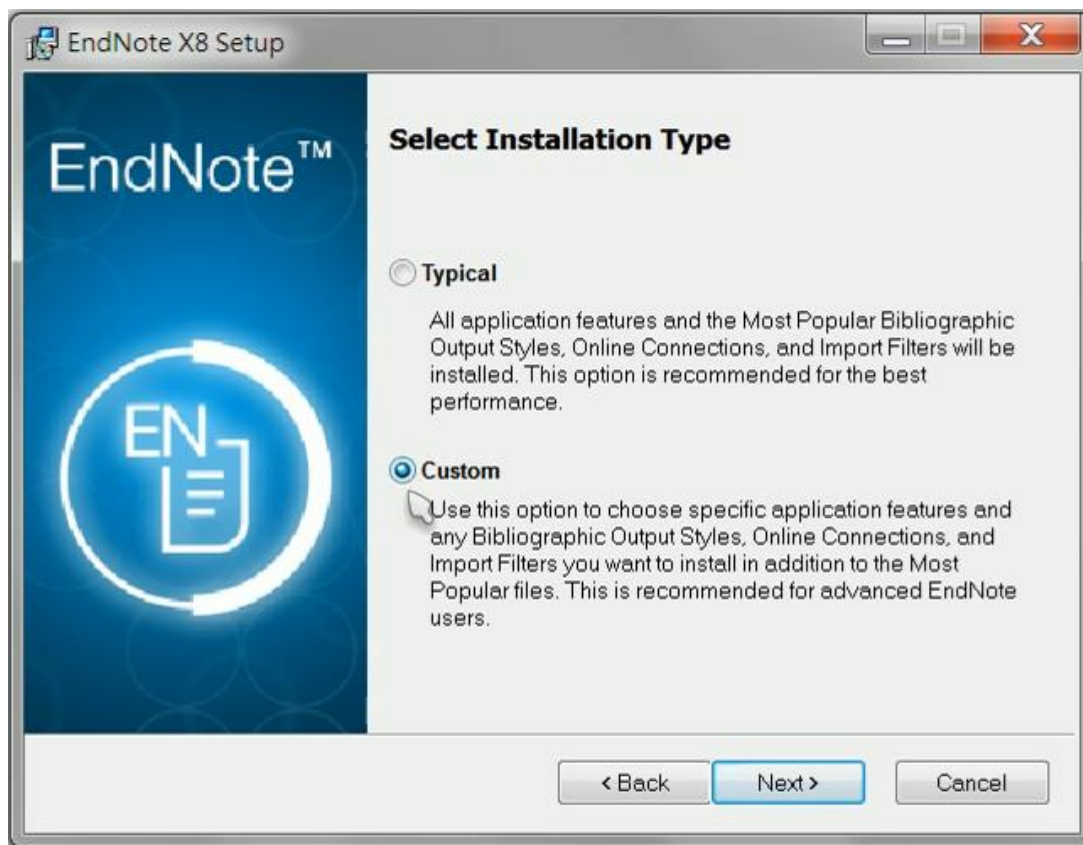 EndNote X8 Setup
EndNote™
Select Installation Type
Typical
All application features and the Most Popular Bibliographic
Output Styles, Online Connections, and Import Filters will be
installed. This option is recommended for the best
performance.
EN
Custom
Use this option to choose specific application features and
any Bibliographic Output Styles, Online Connections, and
Import Filters you want to install in addition to the Most
Popular files. This is recommended for advanced EndNote
users.
< Back
Next >
Cancel